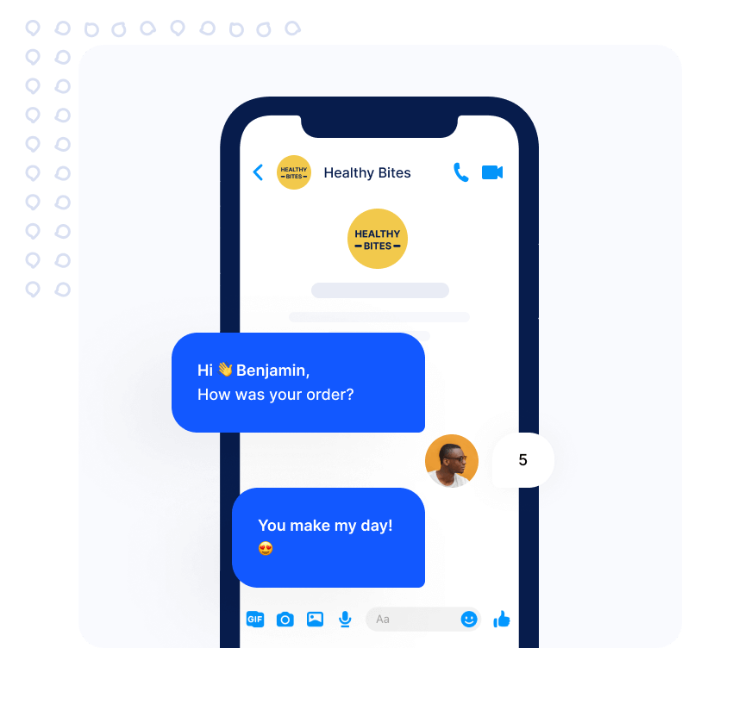 HEALTHY
BITES
Healthy Bites
HEALTHY
BITES
Hi 👋 Benjamin,
How was your order?
5
You make my day!
😍
GIF
Aa